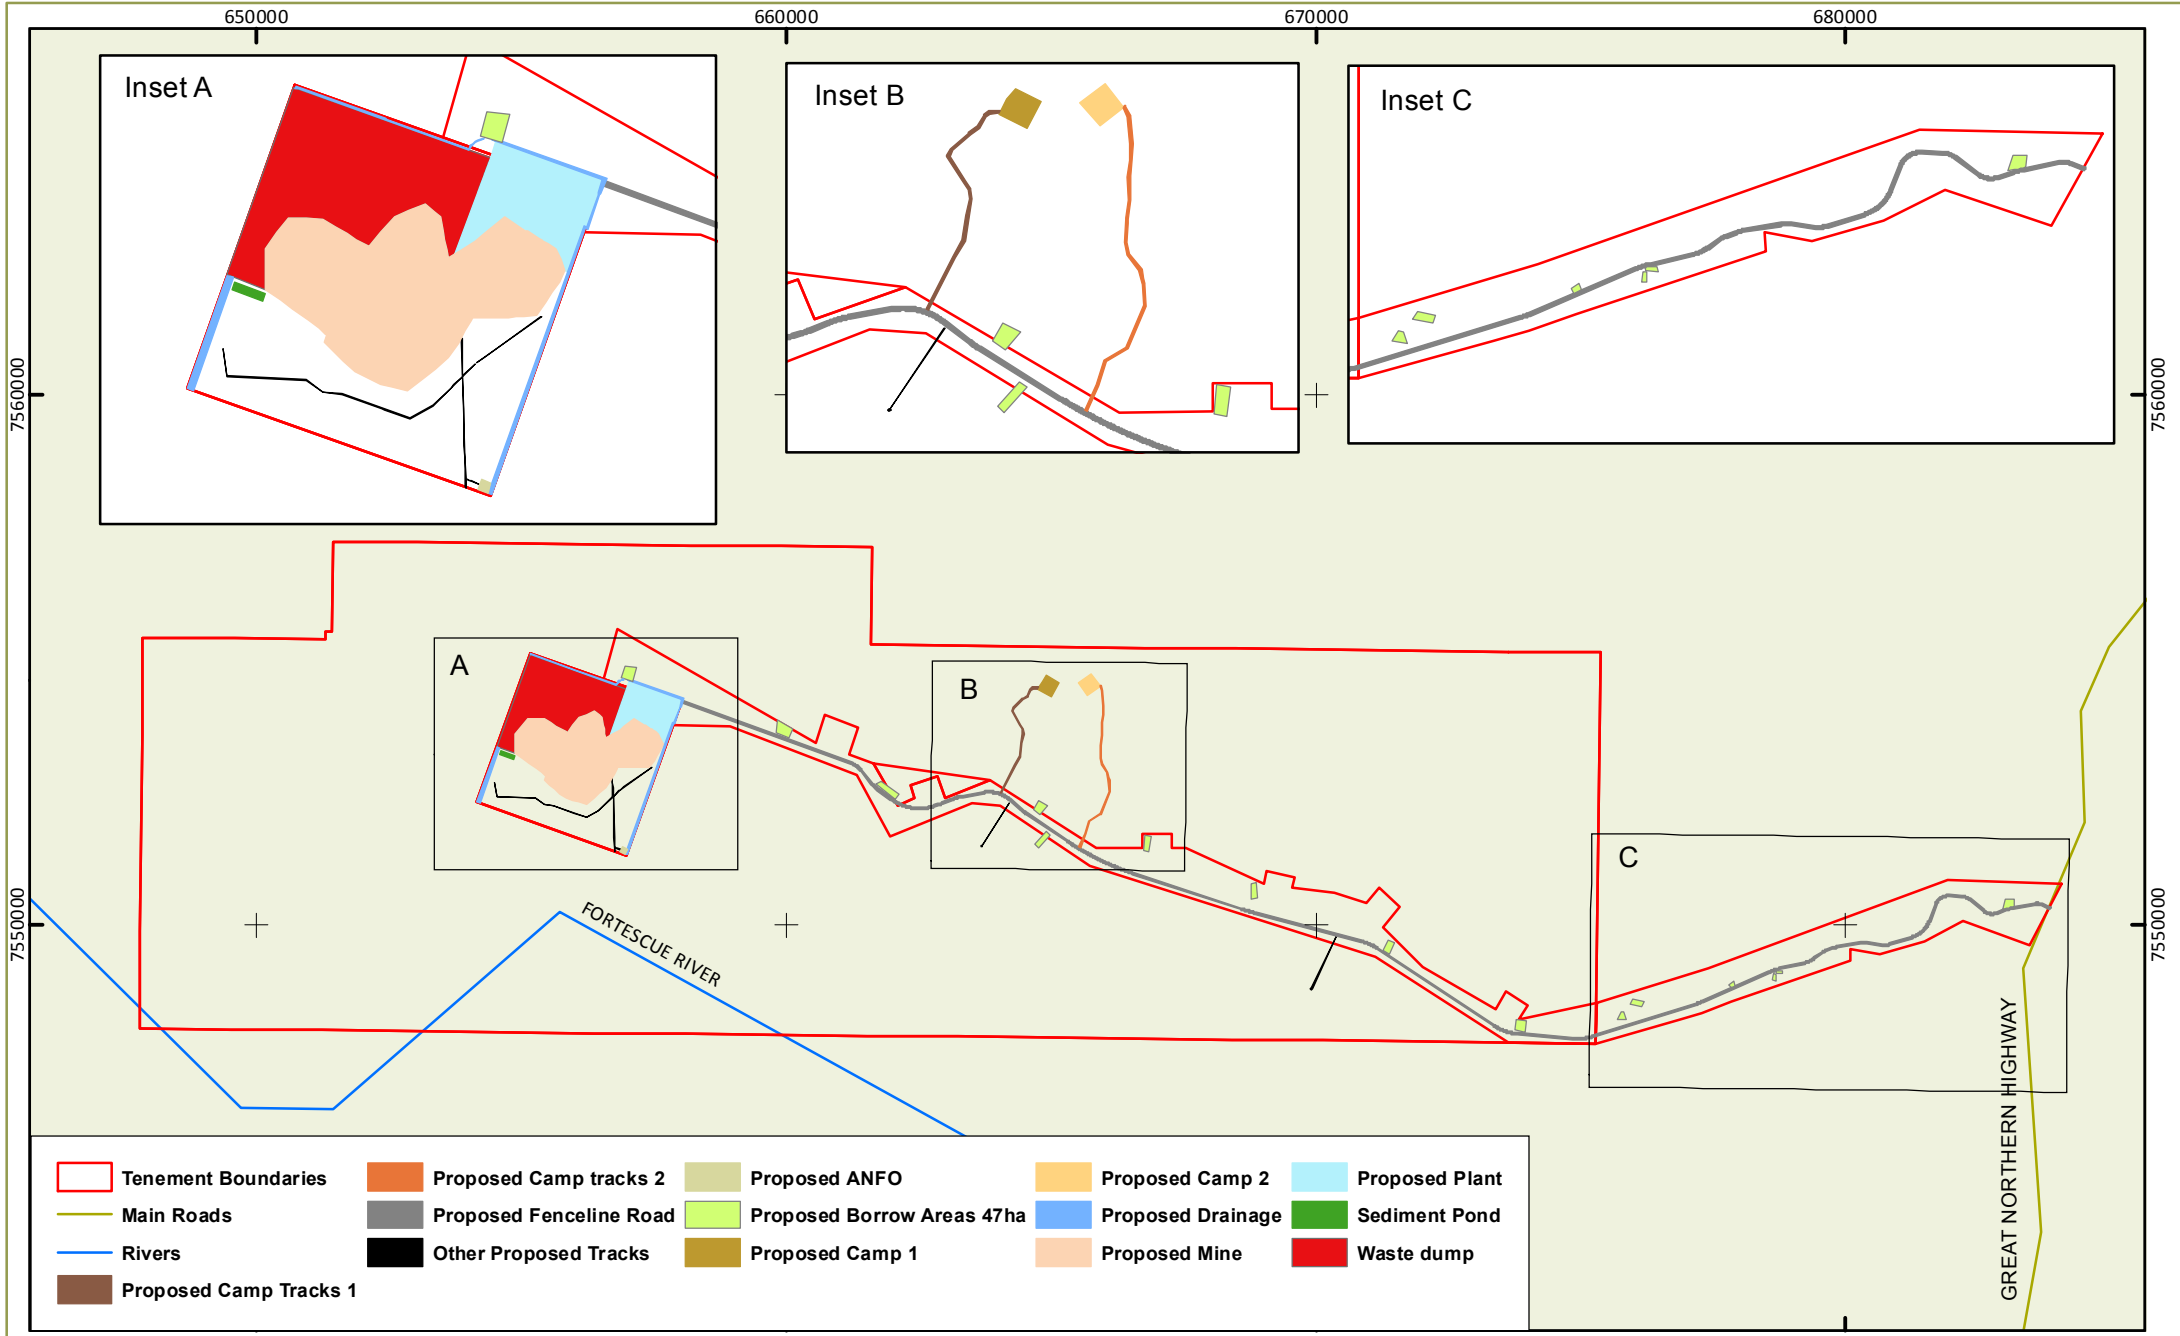 650000
660000
670000
680000
Inset A
Inset B
Inset C
7560000
7560000
A
B
C
FORTESCUE RIVER
7550000
7550000
GREAT NORTHERN HIGHWAY
Tenement Boundaries
Main Roads
Rivers
Proposed Camp Tracks 1
Proposed Camp tracks 2
Proposed Fenceline Road
Other Proposed Tracks
Proposed ANFO
Proposed Borrow Areas 47ha
Proposed Camp 1
Proposed Camp 2
Proposed Drainage
Proposed Mine
Proposed Plant
Sediment Pond
Waste dump